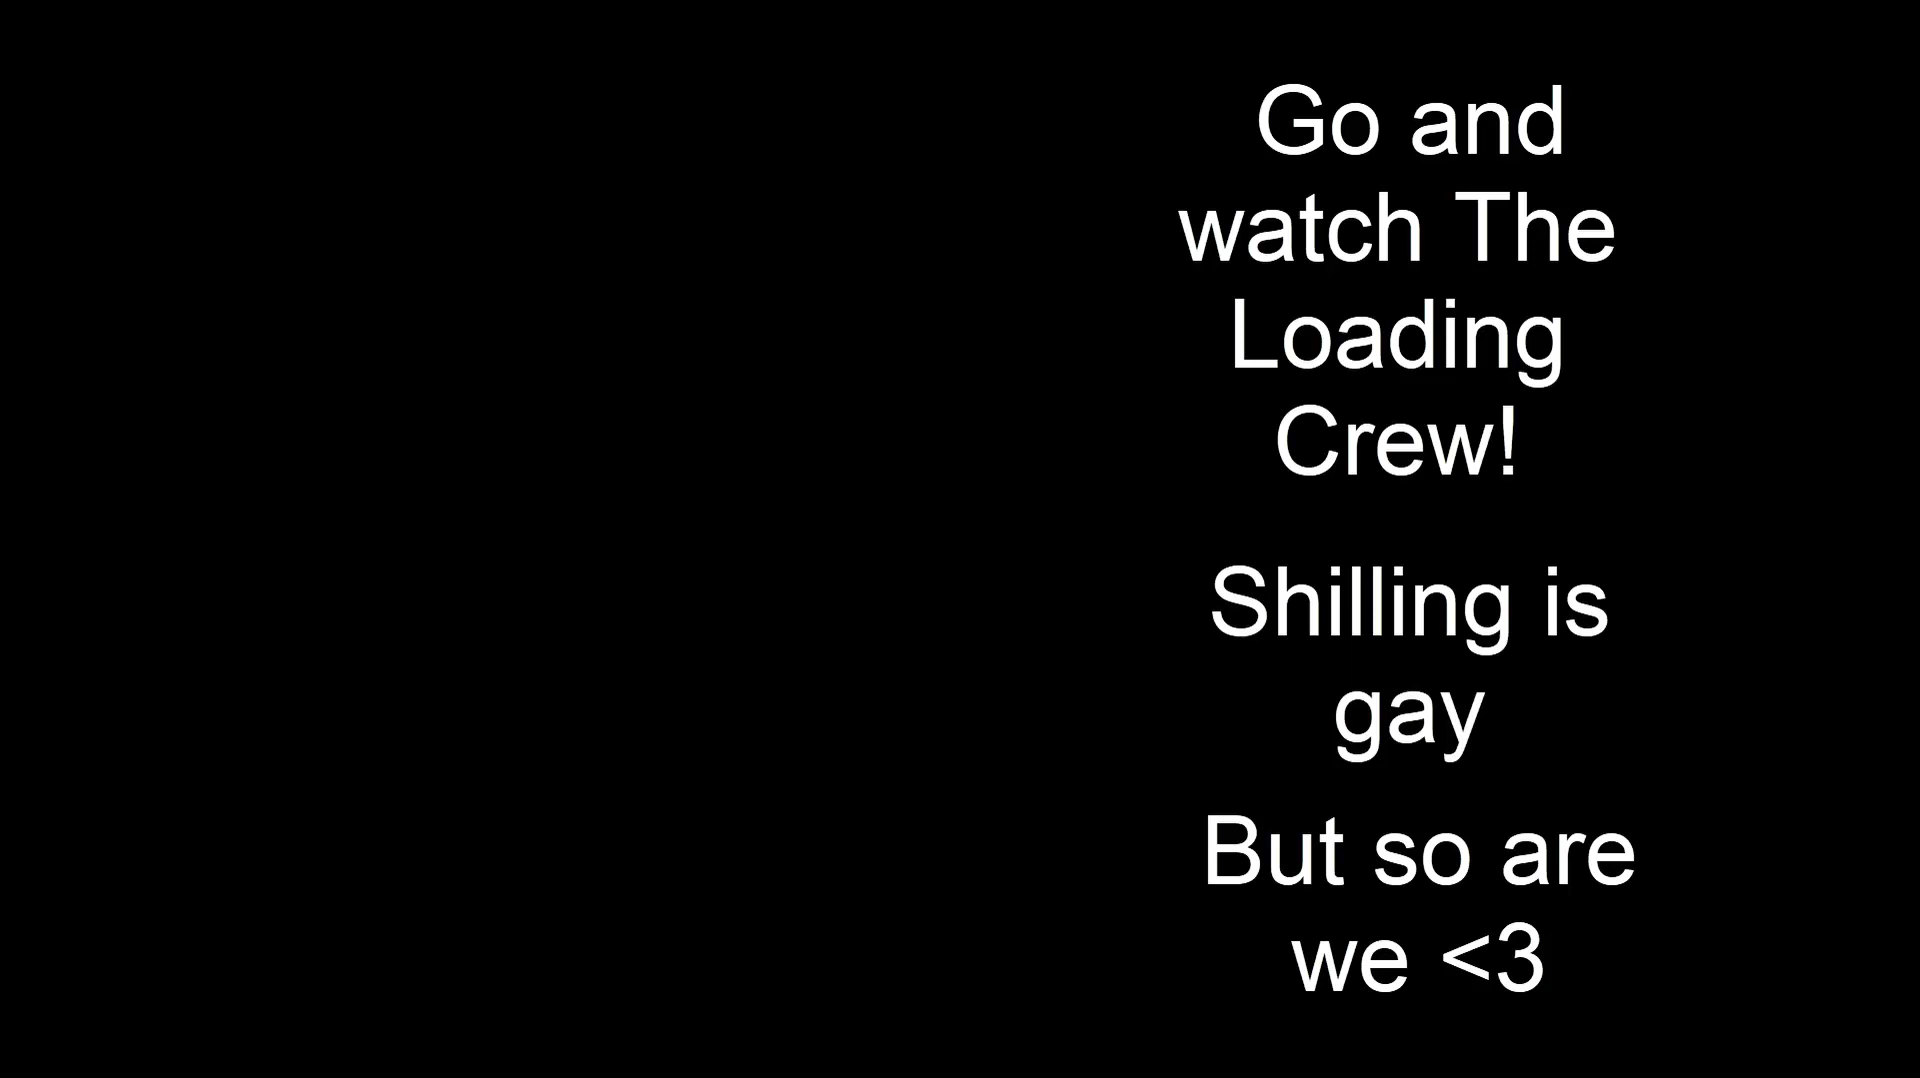 Go and
watch The
Loading
Crew!
Shilling is
gay
But so are
we <3